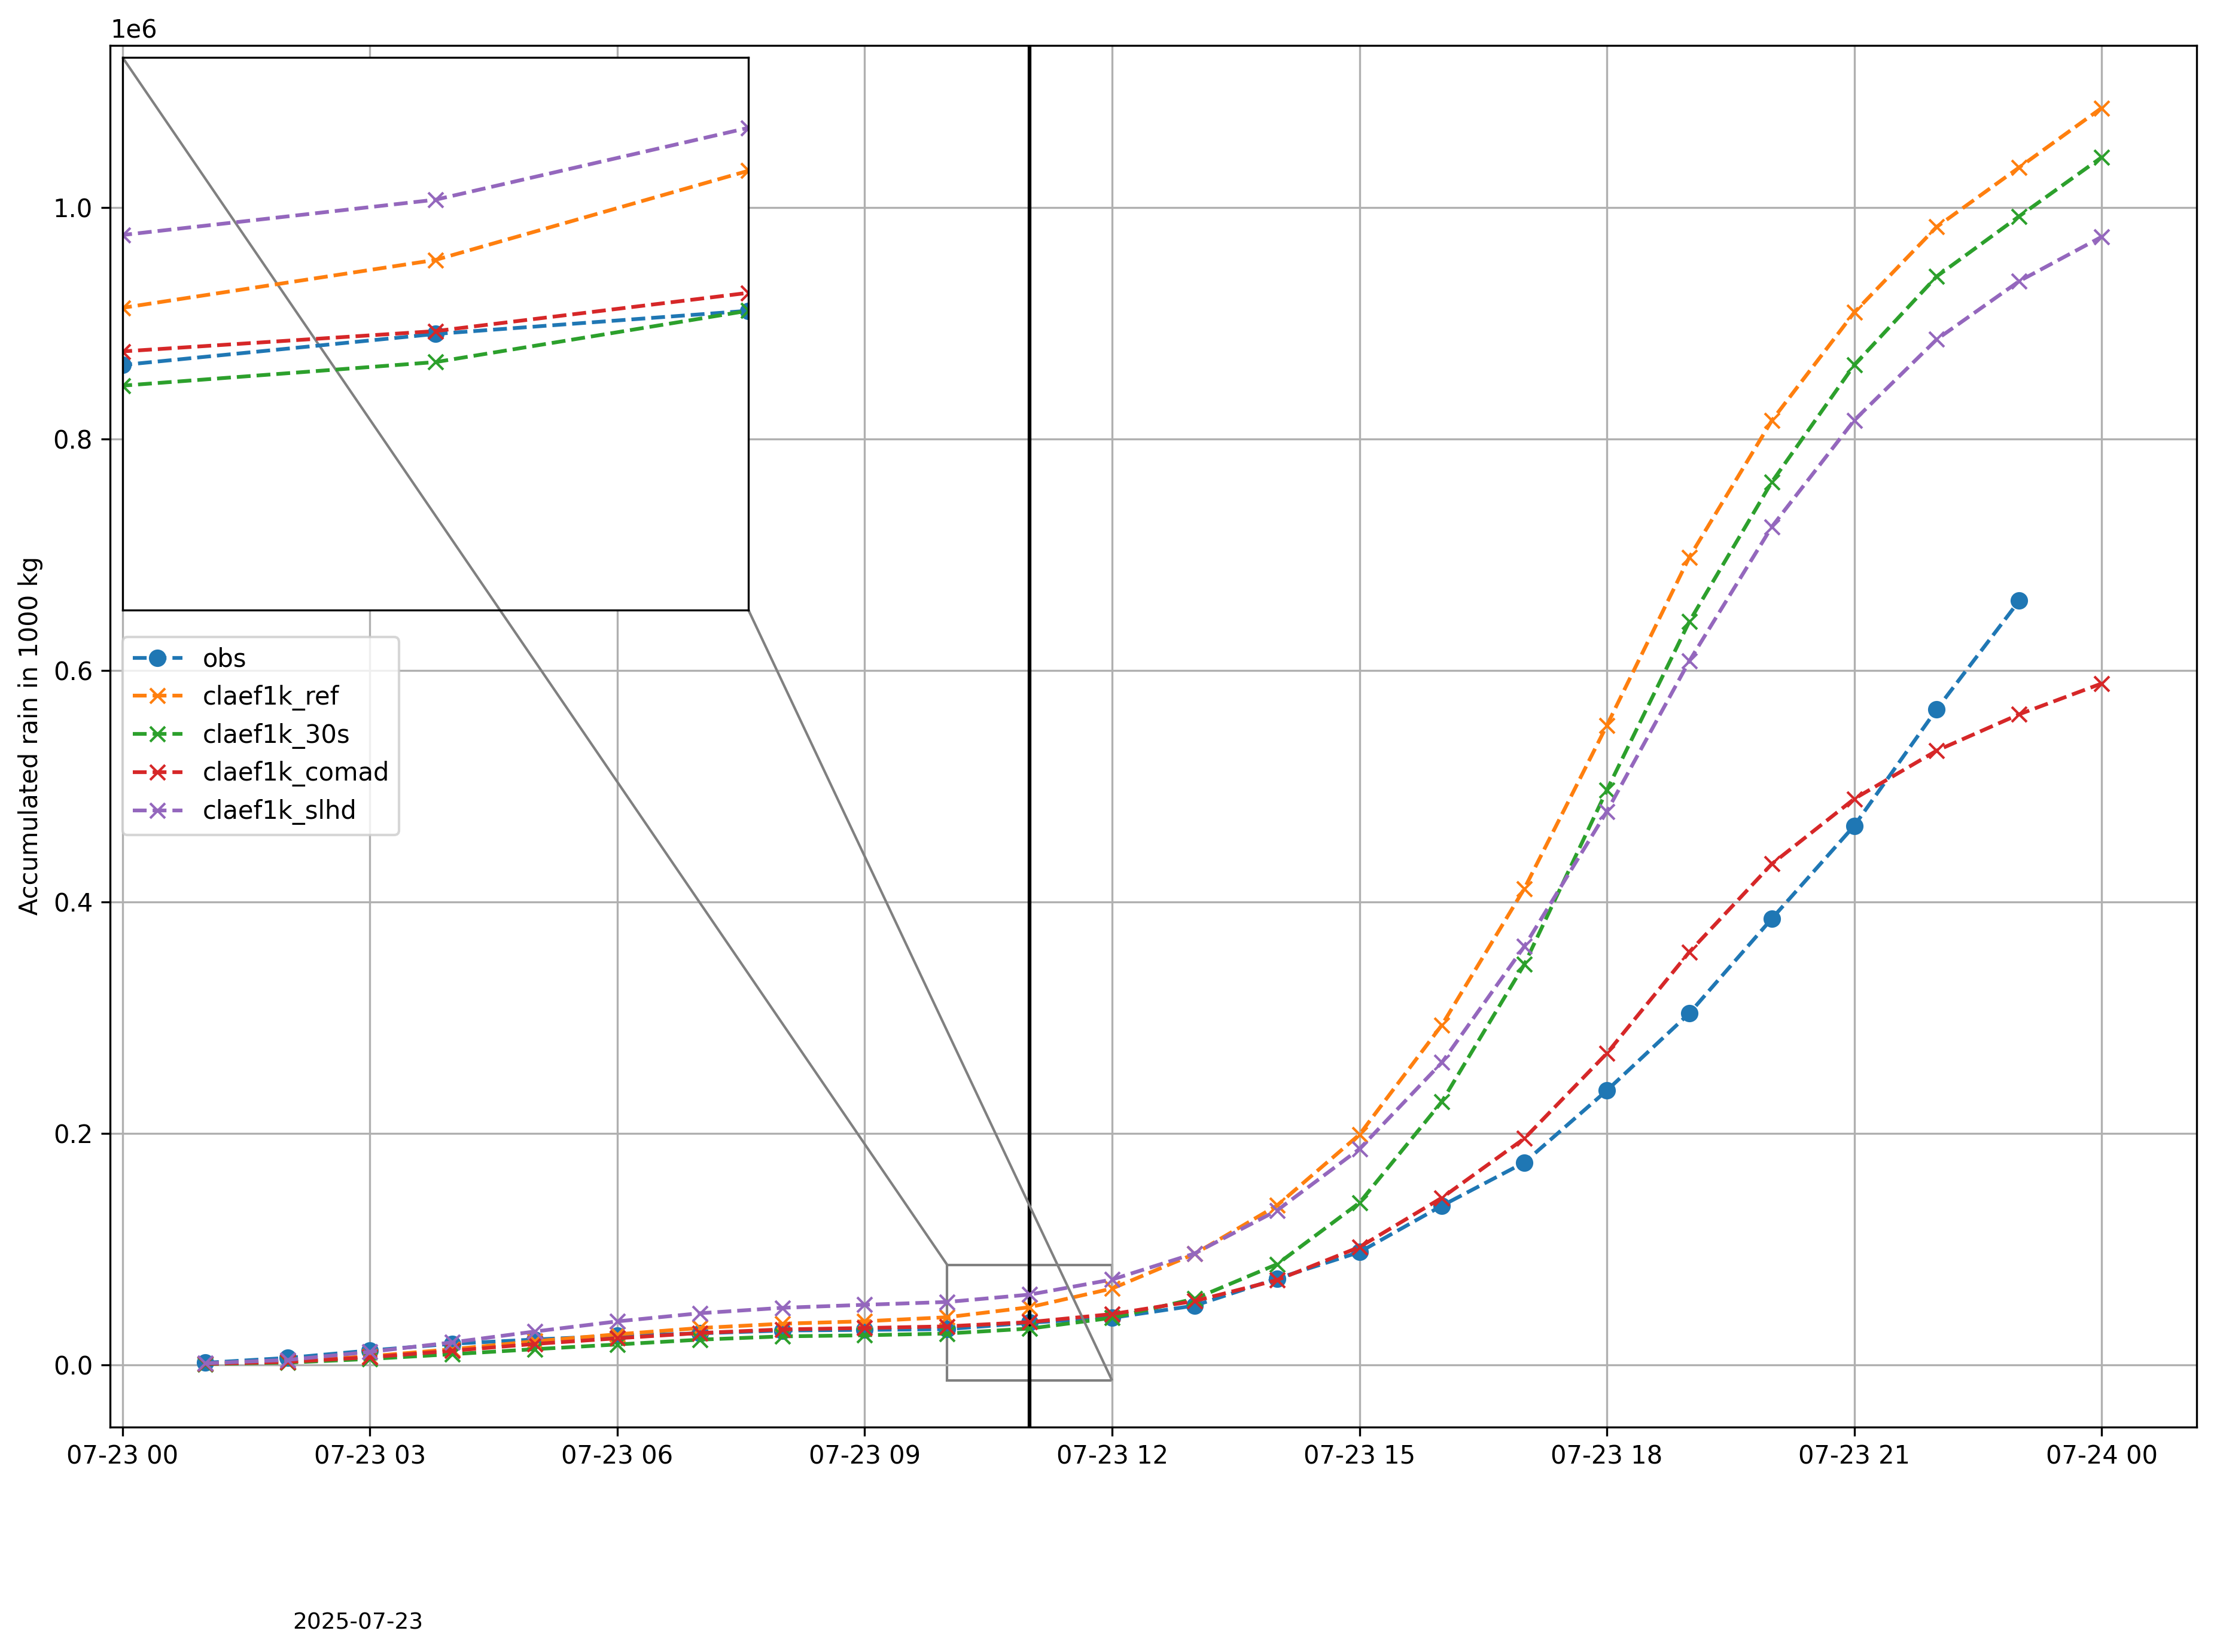 1e6
1.0
0.8
0.6
0.4
0.2
0.0
Accumulated rain in 1000 kg
obs
claef1k_ref
claef1k_30s
claef1k_comad
claef1k_slhd
07-23 00 07-23 03 07-23 06 07-23 09 07-23 12 07-23 15 07-23 18 07-23 21 07-24 00
2025-07-23